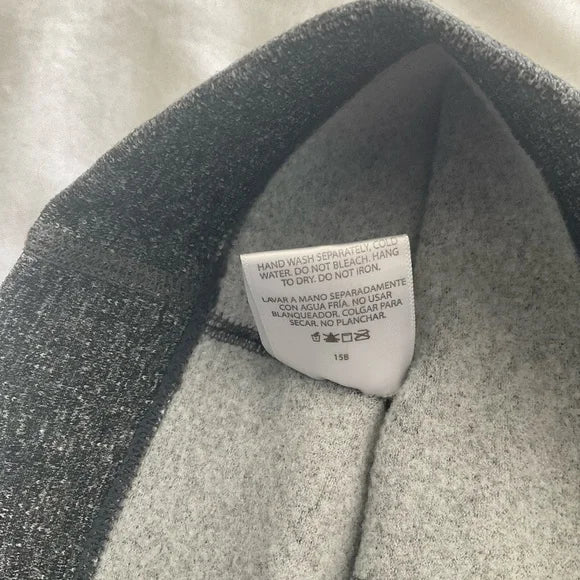 HAND WASH SEPARATELY, COLD
WATER. DO NOT BLEACH. HANG
TO DRY. DO NOT IRON.
LAVAR A MANO SEPARADAMENTE
CON AGUA FRÍA. NO USAR
BLANQUEADOR. COLGAR PARA
SECAR. NO PLANCHAR.
15B